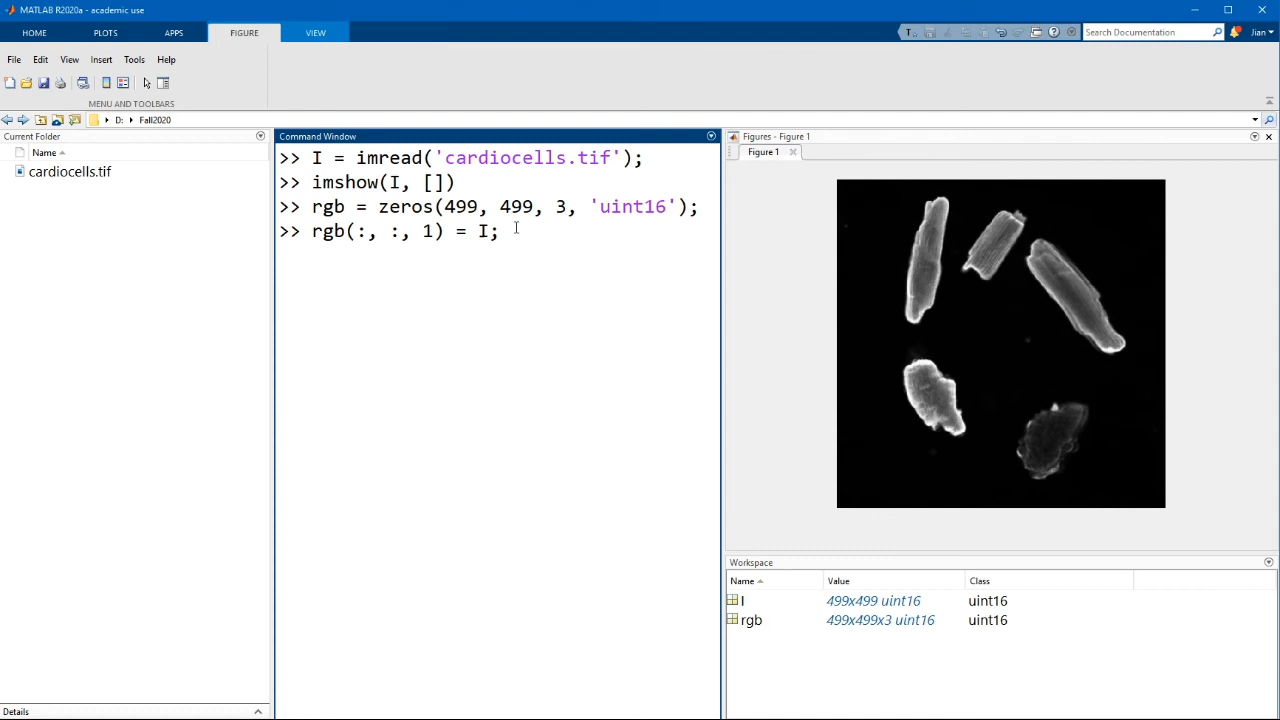 MATLAB R2020a - academic use
HOME PLOTS APPS FIGURE VIEW
Search Documentation
Jian
File Edit View Insert Tools Help
MENU AND TOOLBARS
D: Fall2020
Current Folder
Name
cardiocells.tif
Details
Command Window
>> I = imread('cardiocells.tif');
>> imshow(I, [])
>> rgb = zeros(499, 499, 3, 'uint16');
>> rgb(:, :, 1) = I;
Figures - Figure 1
Figure 1
Workspace
Name Value Class
I 499x499 uint16 uint16
rgb 499x499x3 uint16 uint16